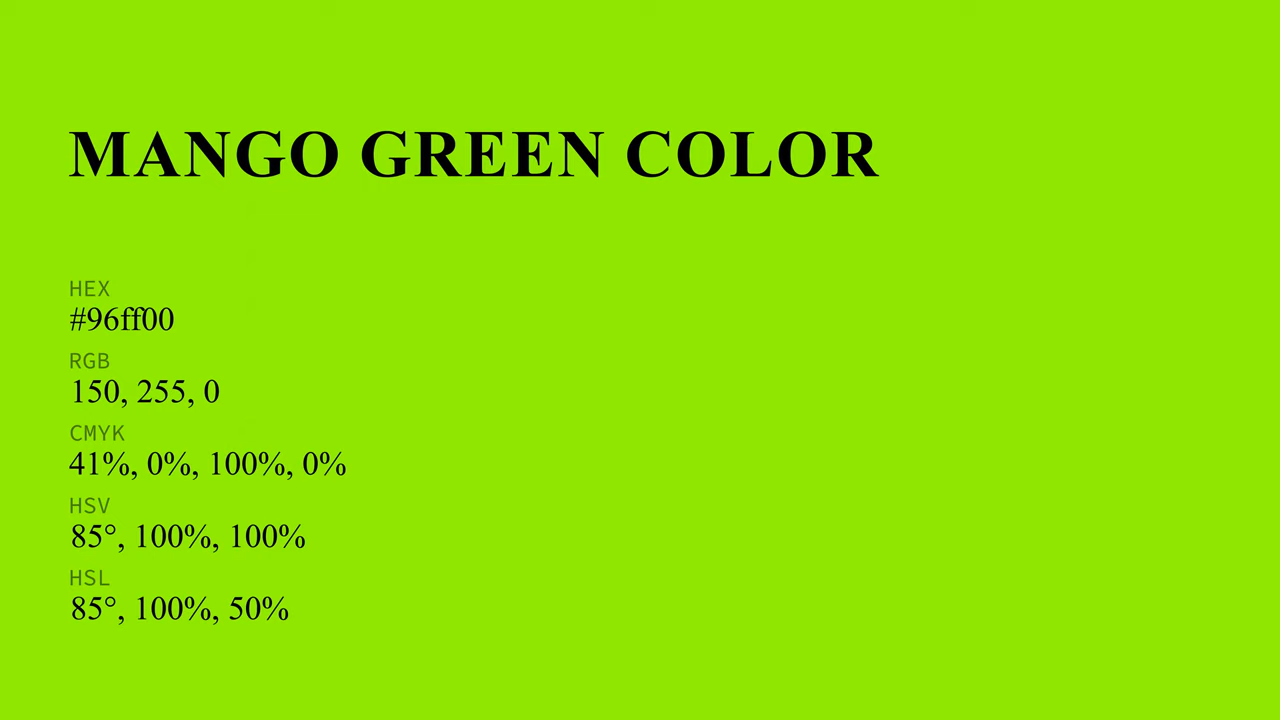 MANGO GREEN COLOR
HEX
#96ff00
RGB
150, 255, 0
CMYK
41%, 0%, 100%, 0%
HSV
85°, 100%, 100%
HSL
85°, 100%, 50%